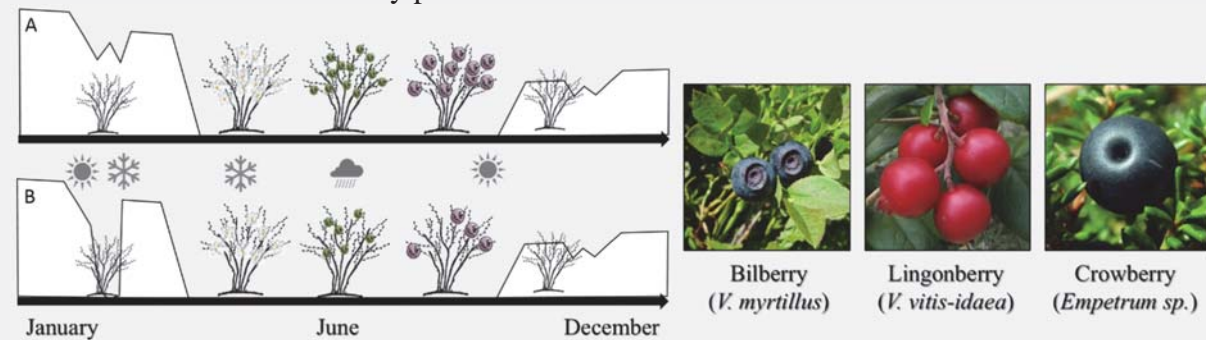 A
B
January
June
December
Bilberry
(V. myrtillus)
Lingonberry
(V. vitis-idaea)
Crowberry
(Empetrum sp.)